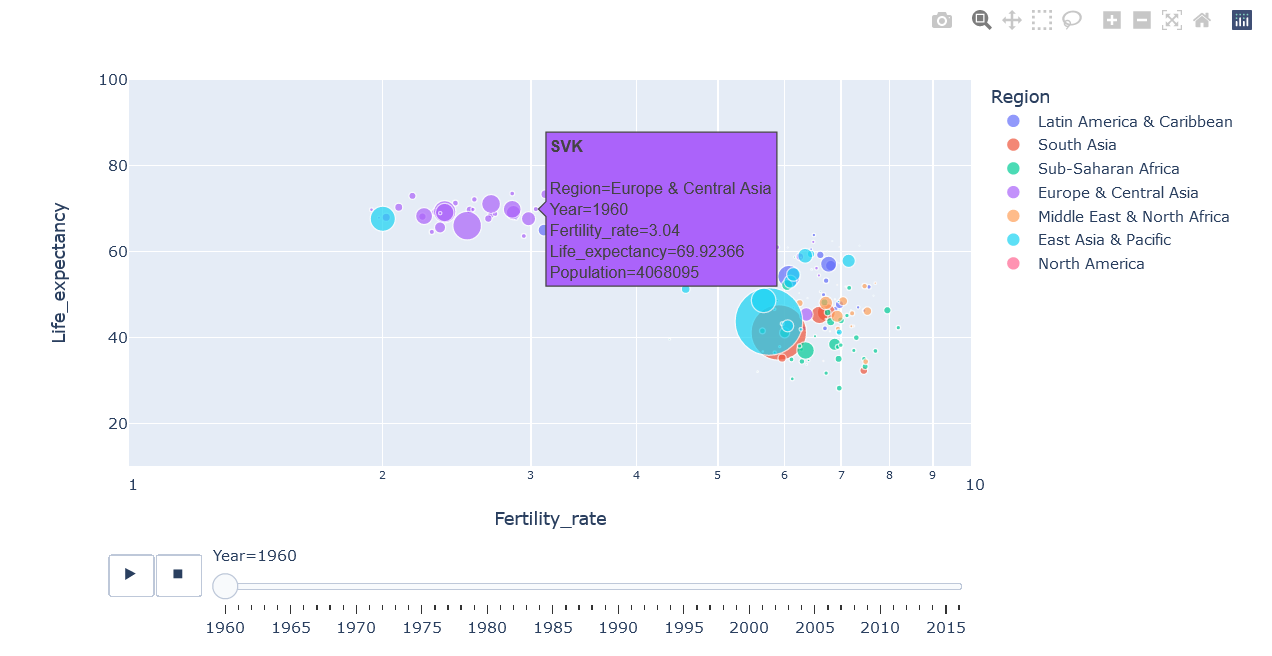 100
80
60
40
20
Life_expectancy
SVK
Region=Europe & Central Asia
Year=1960
Fertility_rate=3.04
Life_expectancy=69.92366
Population=4068095
Region
Latin America & Caribbean
South Asia
Sub-Saharan Africa
Europe & Central Asia
Middle East & North Africa
East Asia & Pacific
North America
1 2 3 4 5 6 7 8 9 10
Fertility_rate
Year=1960
1960 1965 1970 1975 1980 1985 1990 1995 2000 2005 2010 2015